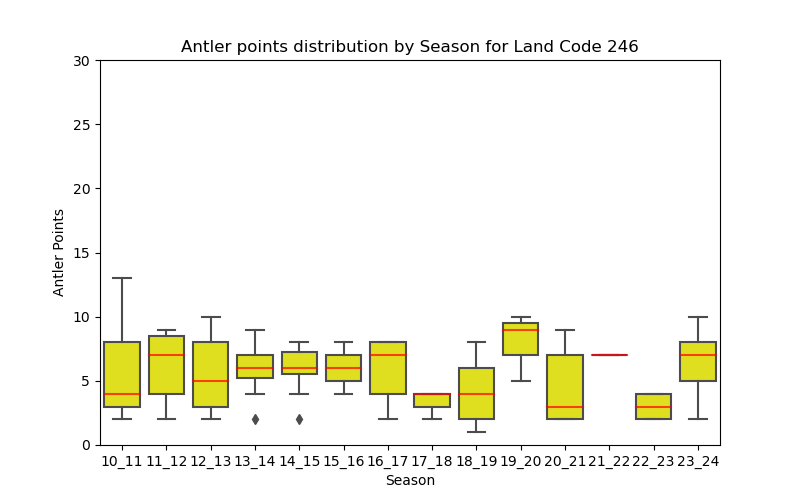 Antler points distribution by Season for Land Code 246
Antler Points
30
25
20
15
10
5
0
10_11 11_12 12_13 13_14 14_15 15_16 16_17 17_18 18_19 19_20 20_21 21_22 22_23 23_24
Season